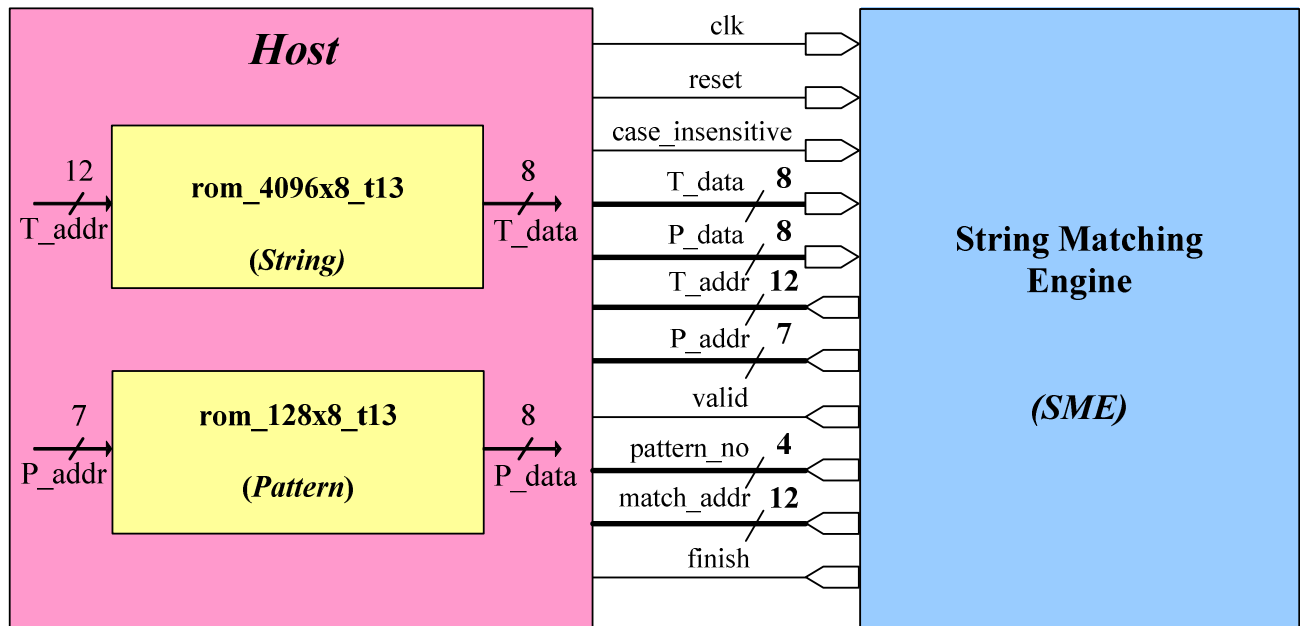 Host
12
T_addr
rom_4096x8_t13
(String)
8
T_data
7
P_addr
rom_128x8_t13
(Pattern)
8
P_data
clk
reset
case_insensitive
T_data 8
P_data 8
T_addr 12
P_addr 7
valid
pattern_no 4
match_addr 12
finish
String Matching
Engine
(SME)